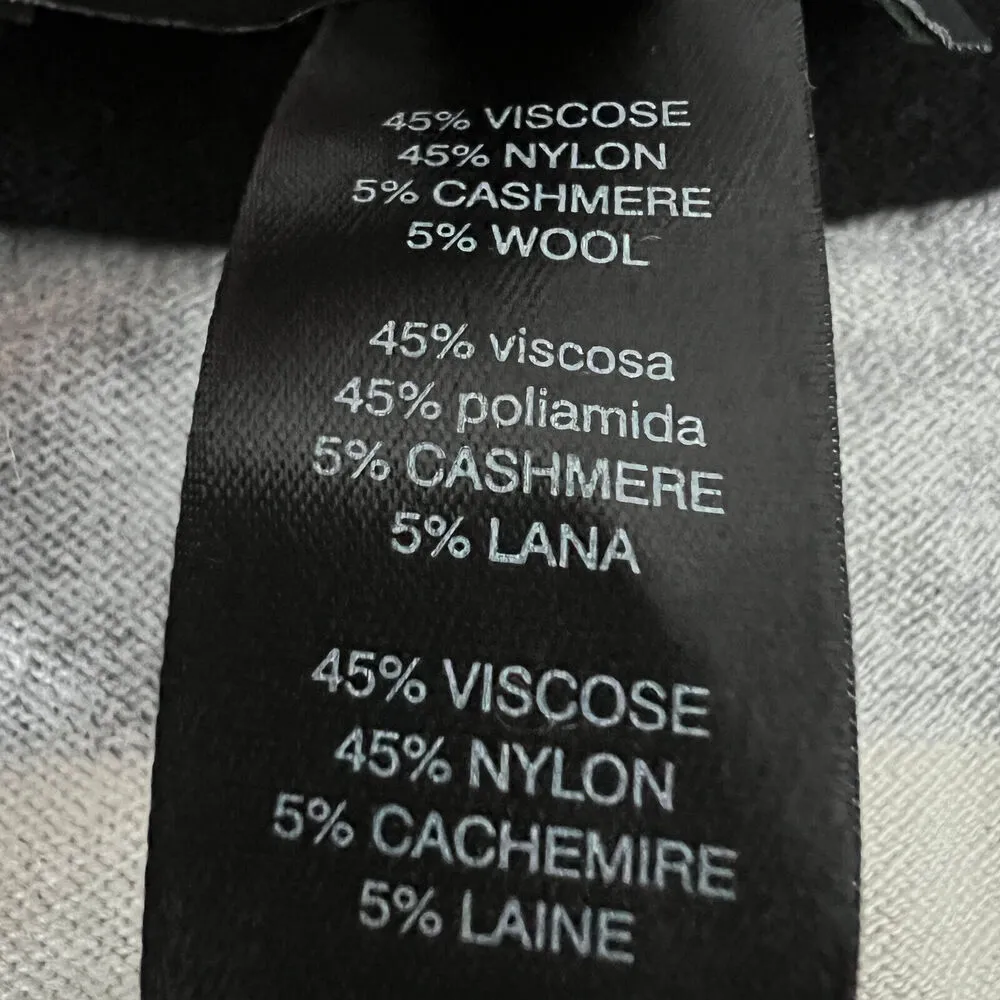 45% VISCOSE
45% NYLON
5% CASHMERE
5% WOOL
45% viscosa
45% poliamida
5% CASHMERE
5% LANA
45% VISCOSE
45% NYLON
5% CACHEMIRE
5% LAINE